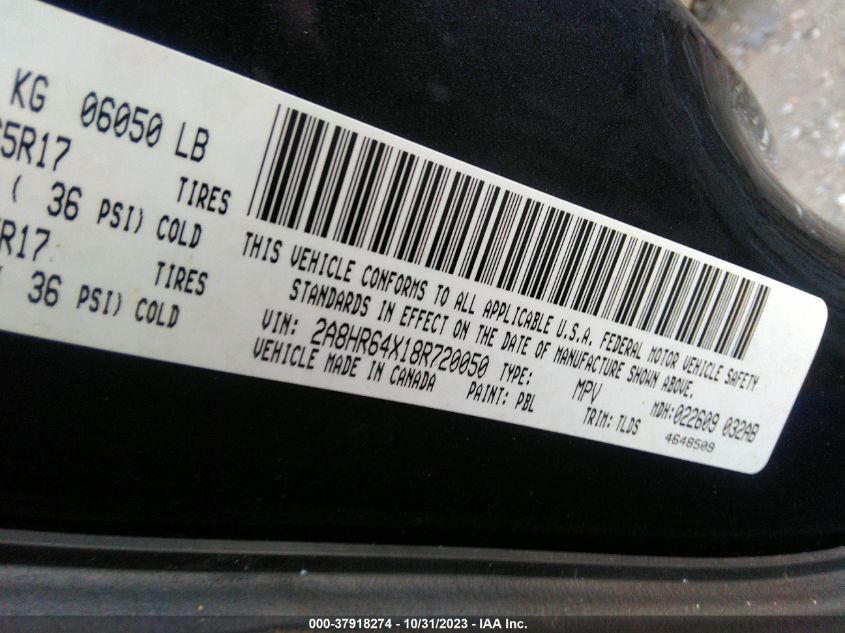 KG 06050 LB
5R17
TIRES
( 36 PSI) COLD
R17
TIRES
36 PSI) COLD
THIS VEHICLE CONFORMS TO ALL APPLICABLE U.S.A. FEDERAL MOTOR VEHICLE SAFETY
STANDARDS IN EFFECT ON THE DATE OF MANUFACTURE SHOWN ABOVE.
VIN: 2A8HR64X18R720050 TYPE: MPV MDH:022609 032AB
VEHICLE MADE IN CANADA PAINT: PBL TRIM: TLDS 4648509
000-37918274 - 10/31/2023 - IAA Inc.